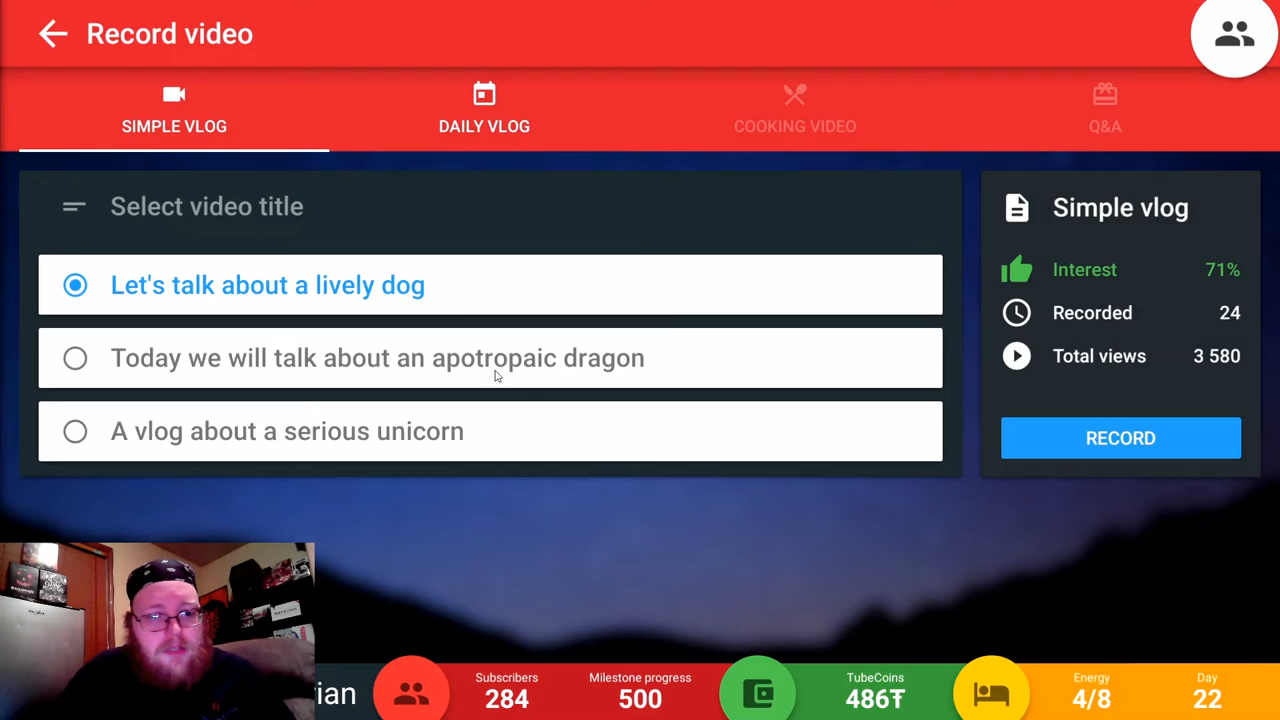 Record video
SIMPLE VLOG
DAILY VLOG
COOKING VIDEO
Q&A
Select video title
Let's talk about a lively dog
Today we will talk about an apotropaic dragon
A vlog about a serious unicorn
Simple vlog
Interest 71%
Recorded 24
Total views 3 580
RECORD
ian
Subscribers
284
Milestone progress
500
TubeCoins
486Ŧ
Energy
4/8
Day
22